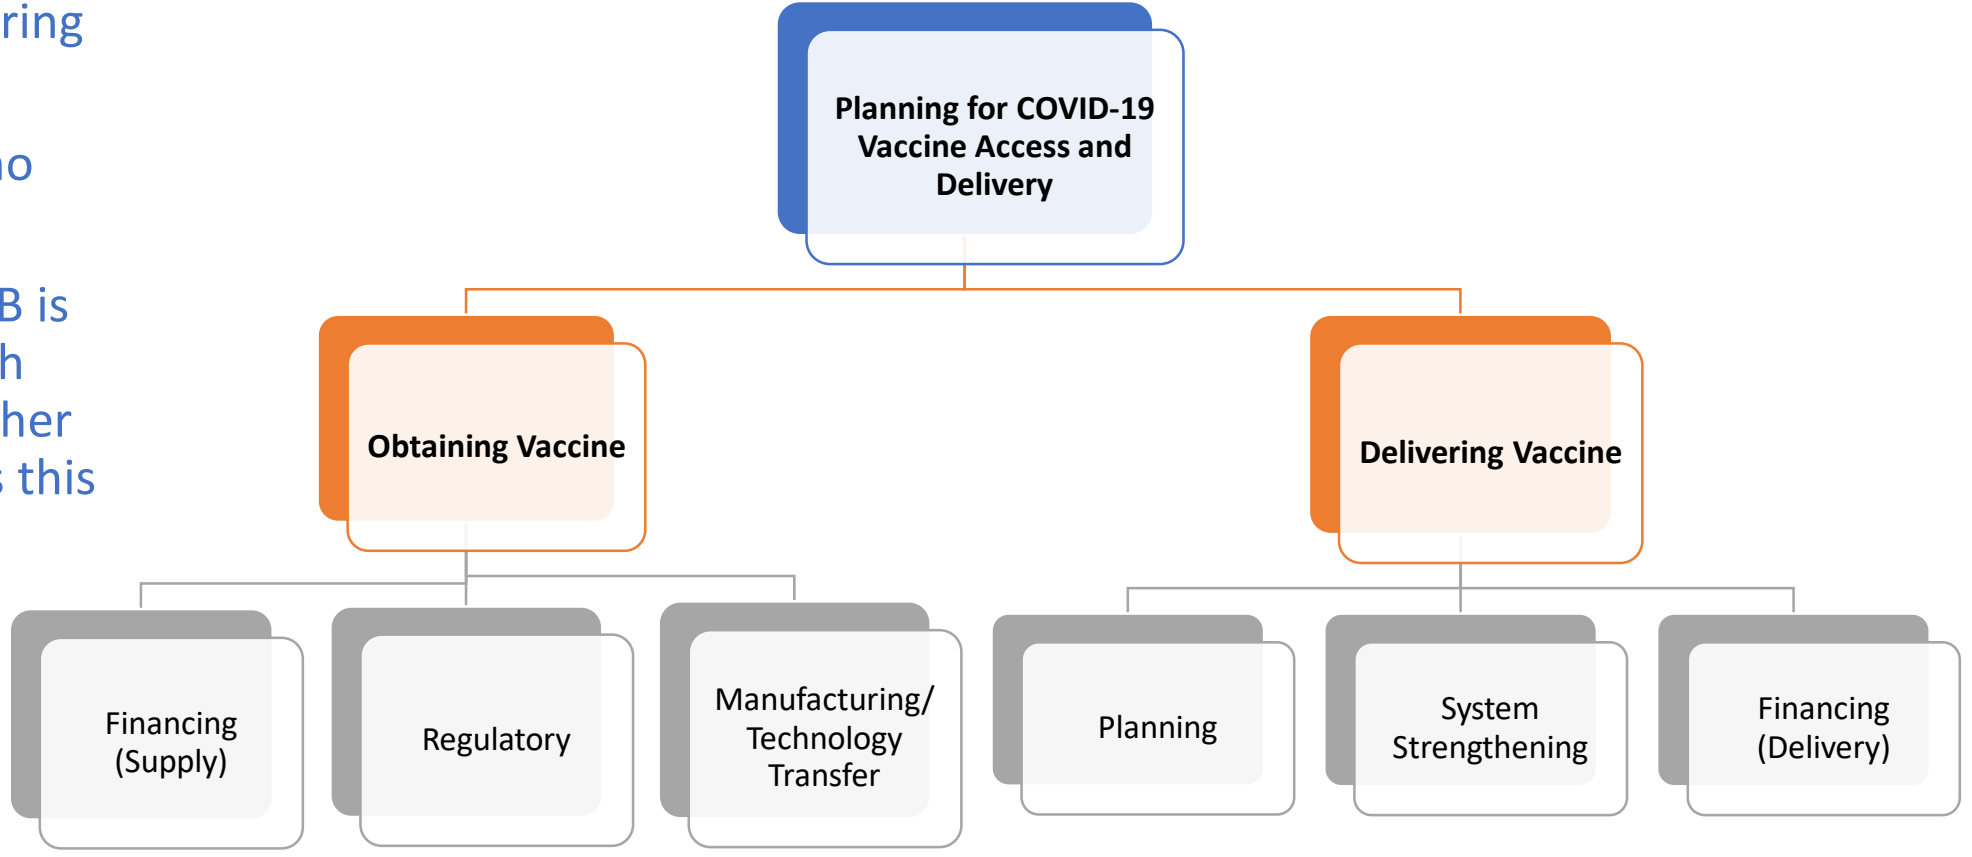 ring
no
B is
h
her
s this
Planning for COVID-19
Vaccine Access and
Delivery
Obtaining Vaccine
Delivering Vaccine
Financing
(Supply)
Regulatory
Manufacturing/
Technology
Transfer
Planning
System
Strengthening
Financing
(Delivery)